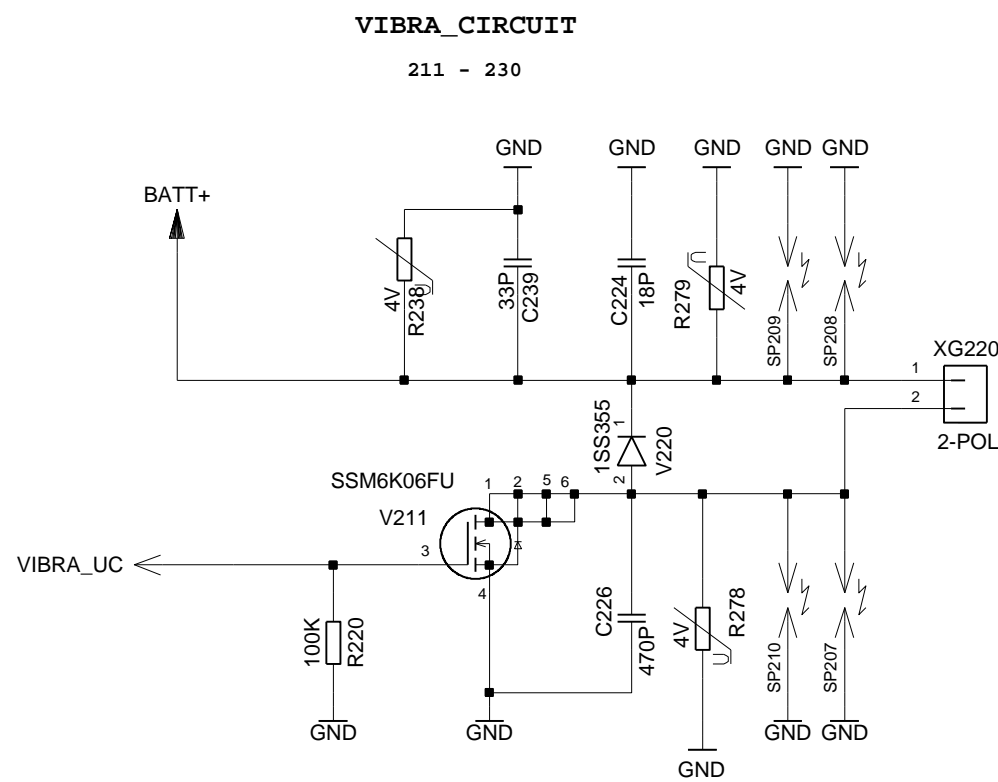 VIBRA_CIRCUIT
211 - 230
GND
GND
GND
GND
GND
BATT+
4V
R238
33P
C239
C224
18P
R279
4V
SP209
SP208
XG220
1
2
2-POL
1SS355
1
2
V220
SSM6K06FU
1
2
5
6
V211
3
4
VIBRA_UC
100K
R220
C226
470P
4V
R278
SP210
SP207
GND
GND
GND
GND
GND
U
U
U